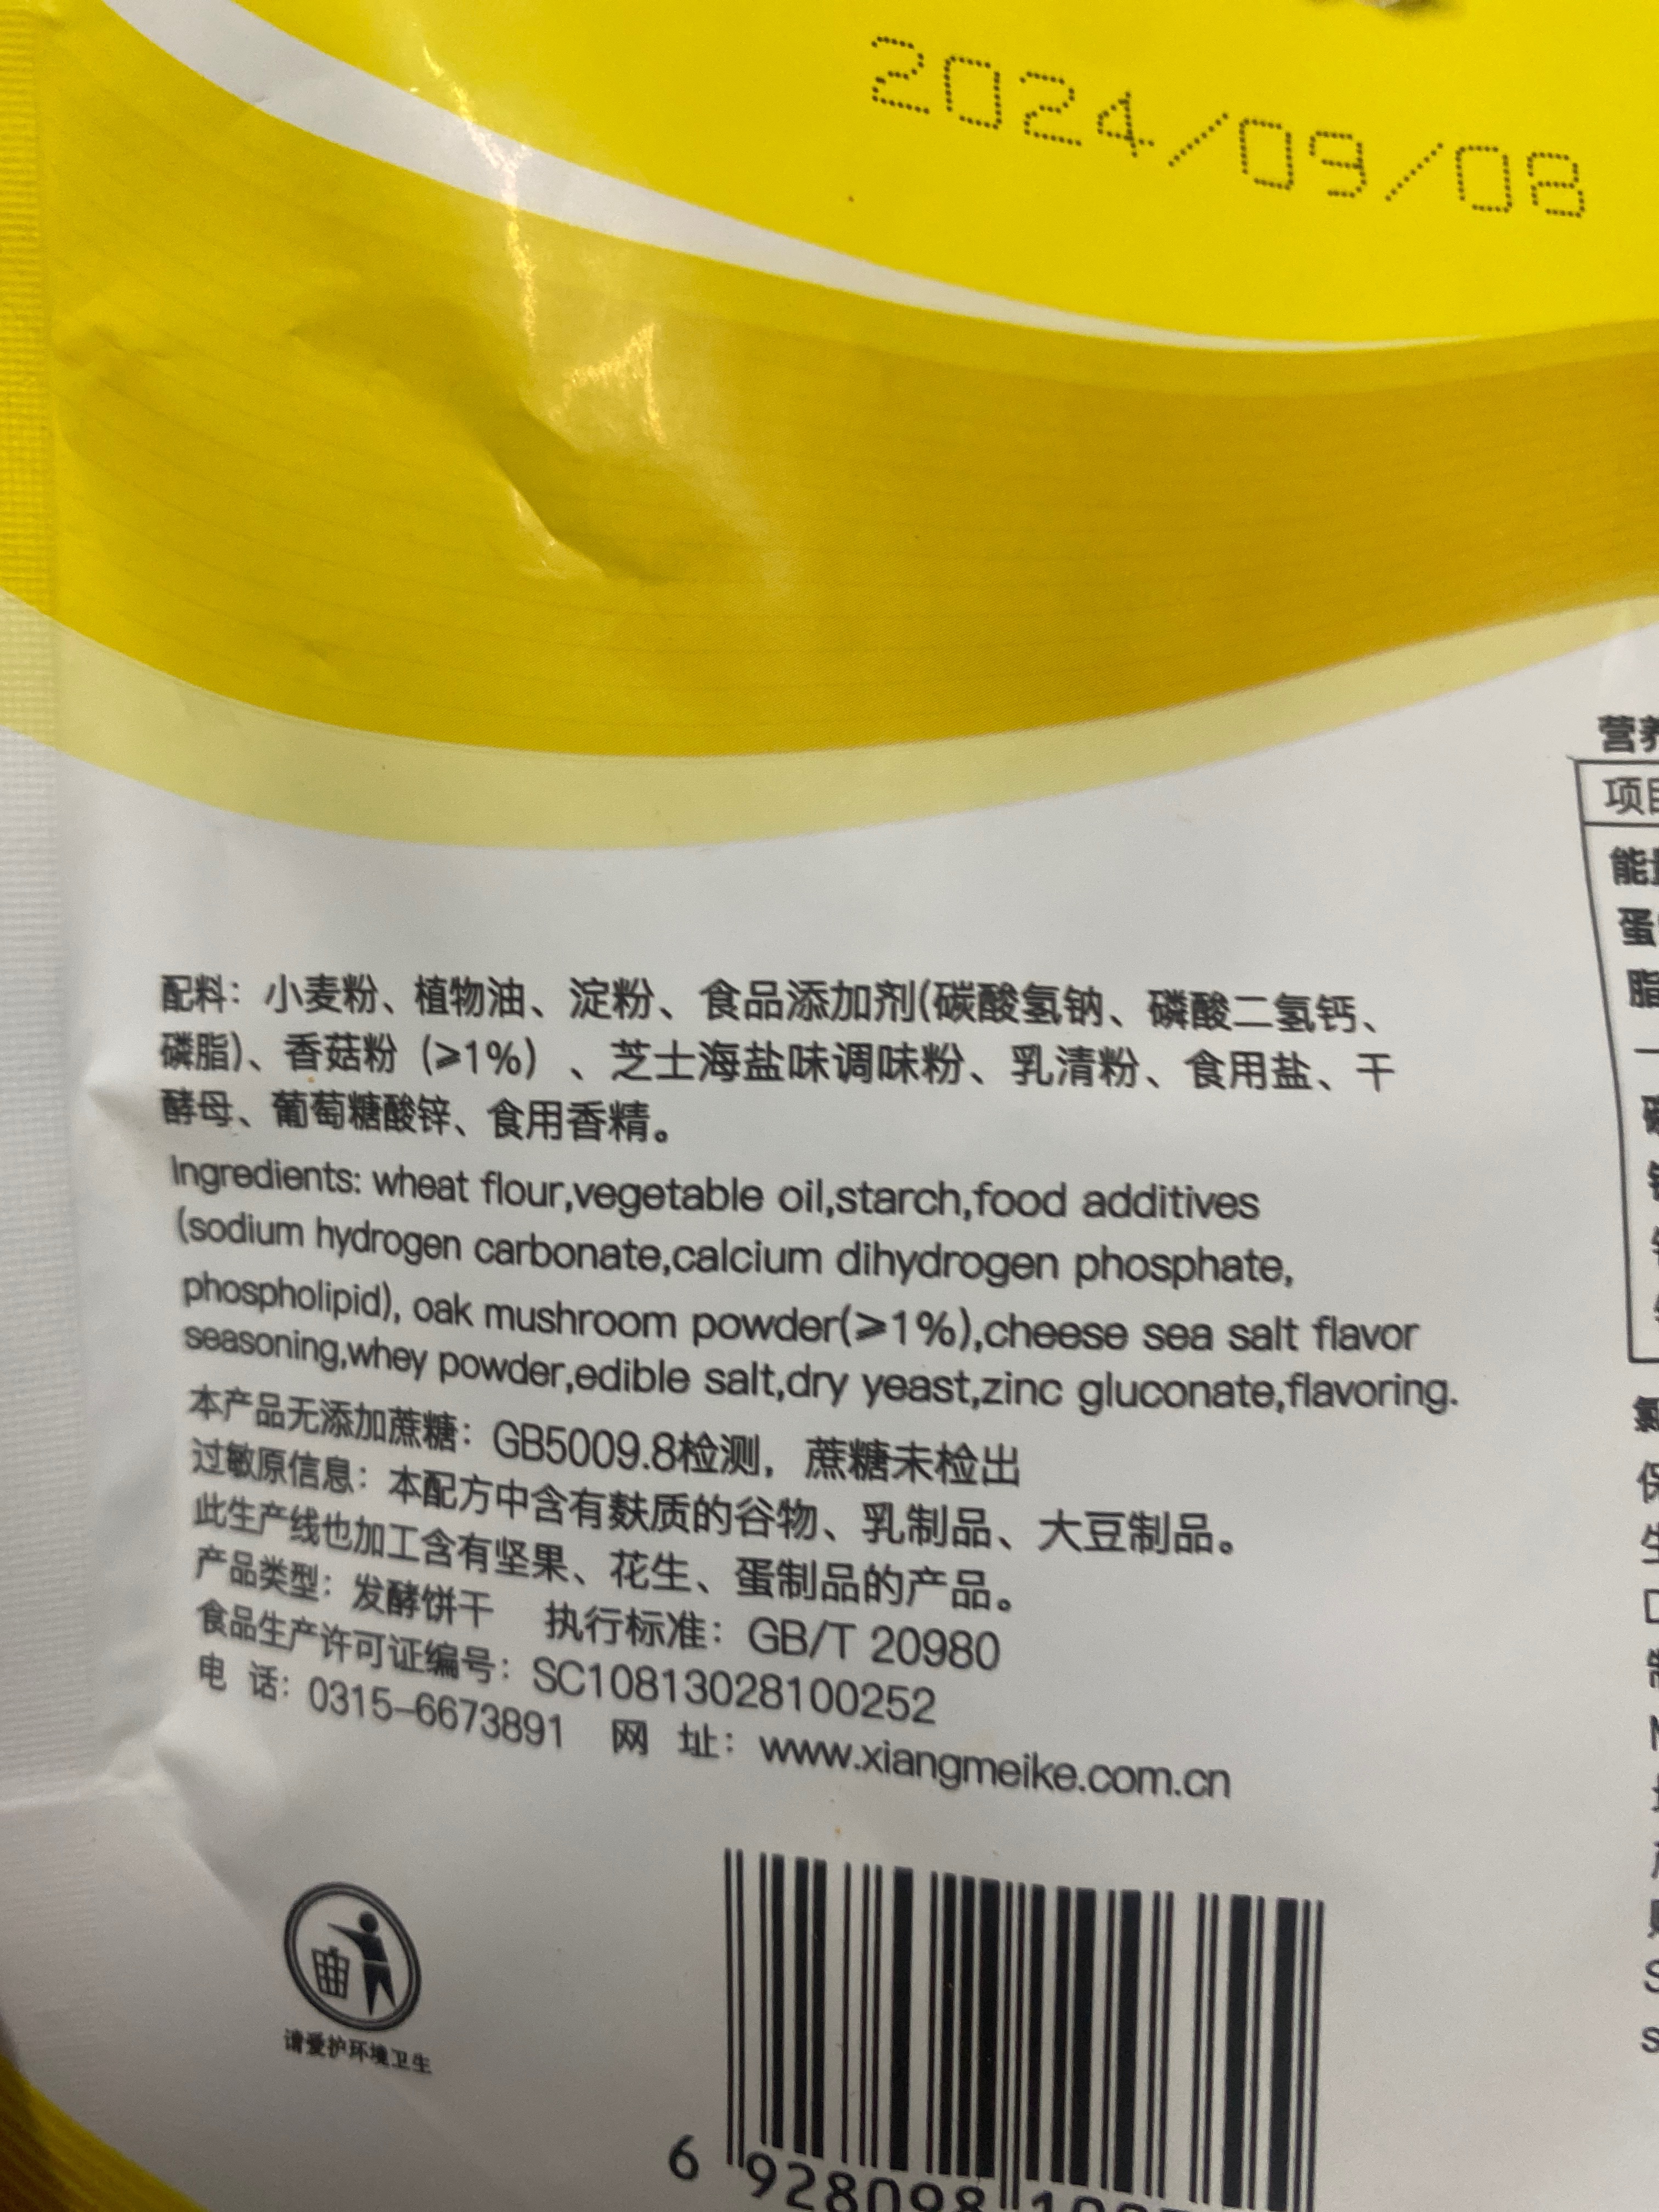 2024/09/08
配料：小麦粉、植物油、淀粉、食品添加剂(碳酸氢钠、磷酸二氢钙、
磷脂)、香菇粉（⩾1%）、芝士海盐味调味粉、乳清粉、食用盐、干
酵母、葡萄糖酸锌、食用香精。
Ingredients: wheat flour,vegetable oil,starch,food additives
(sodium hydrogen carbonate,calcium dihydrogen phosphate,
phospholipid), oak mushroom powder(⩾1%),cheese sea salt flavor
seasoning,whey powder,edible salt,dry yeast,zinc gluconate,flavoring.
本产品无添加蔗糖：GB5009.8检测，蔗糖未检出
过敏原信息：本配方中含有麸质的谷物、乳制品、大豆制品。
此生产线也加工含有坚果、花生、蛋制品的产品。
产品类型：发酵饼干 执行标准：GB/T 20980
食品生产许可证编号：SC10813028100252
电 话：0315-6673891 网 址：www.xiangmeike.com.cn
请爱护环境卫生
6 928098
营养
项目
能量
蛋
脂